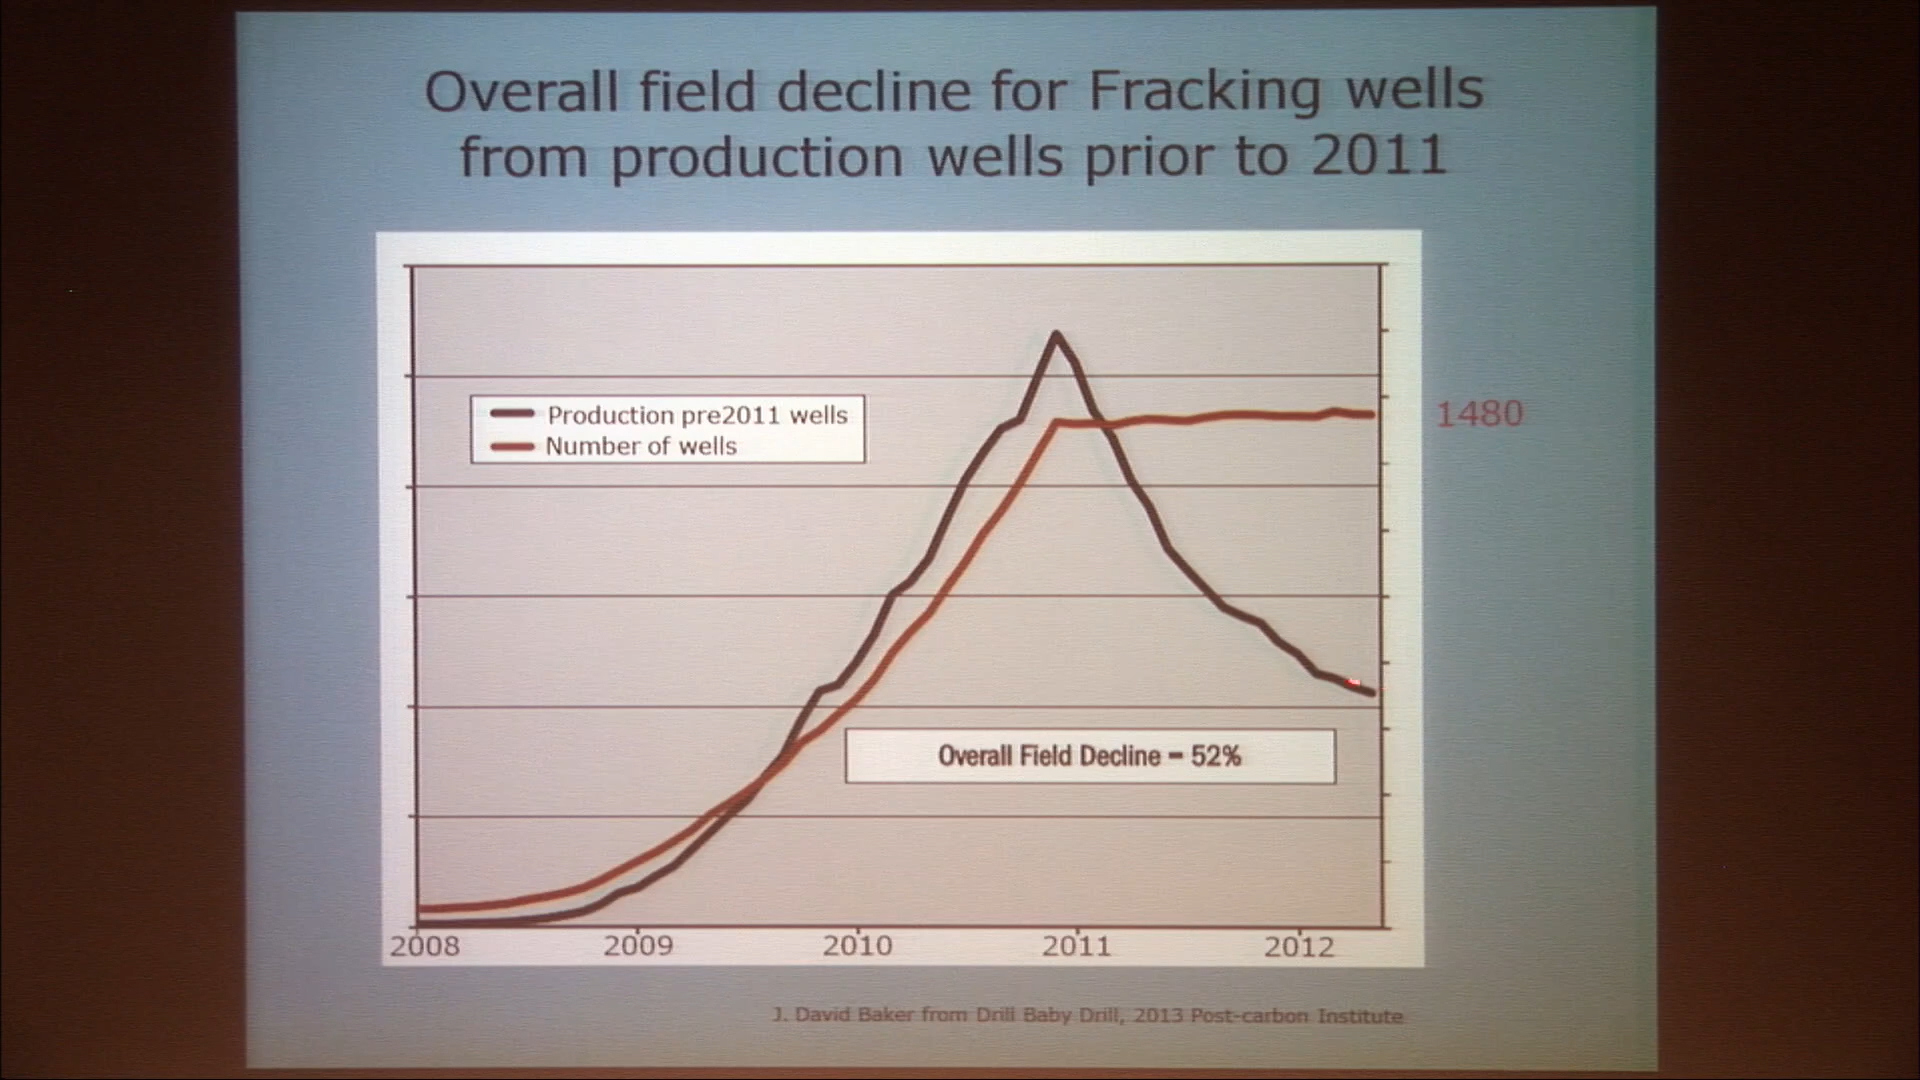 Overall field decline for Fracking wells
from production wells prior to 2011
Production pre2011 wells
Number of wells
1480
Overall Field Decline - 52%
2008 2009 2010 2011 2012
J. David Baker from Drill Baby Drill, 2013 Post-carbon Institute